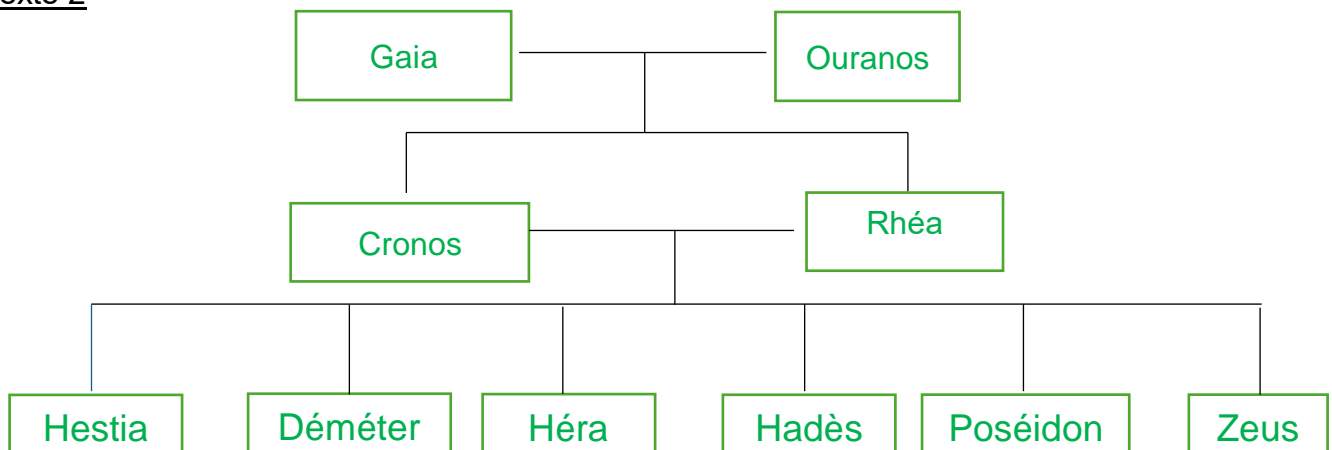 Gaia
Ouranos
Cronos
Rhéa
Hestia
Déméter
Héra
Hadès
Poséidon
Zeus